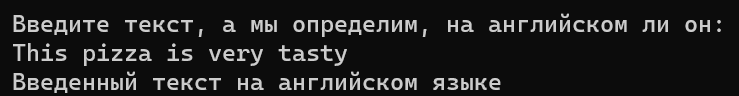 Введите текст, а мы определим, на английском ли он:
This pizza is very tasty
Введенный текст на английском языке